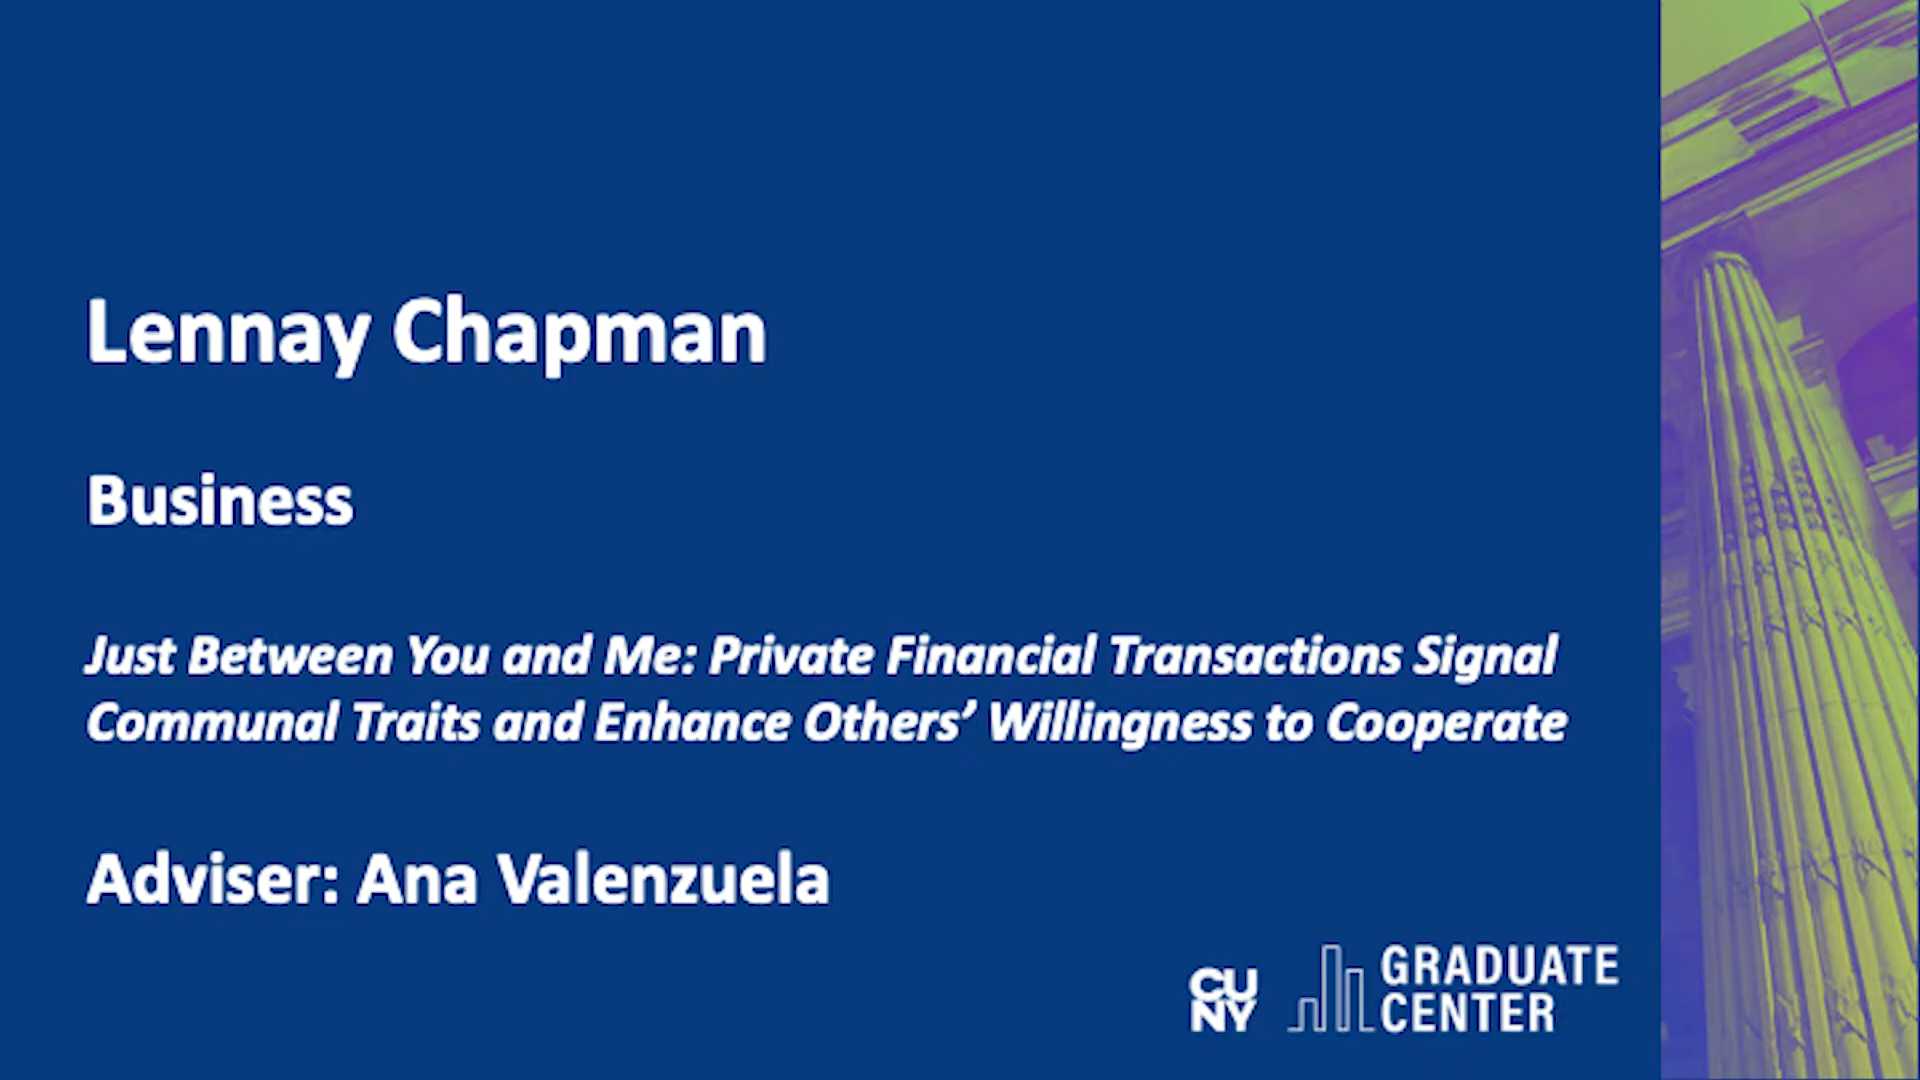 Lennay Chapman
Business
Just Between You and Me: Private Financial Transactions Signal
Communal Traits and Enhance Others’ Willingness to Cooperate
Adviser: Ana Valenzuela
CU
NY
GRADUATE
CENTER